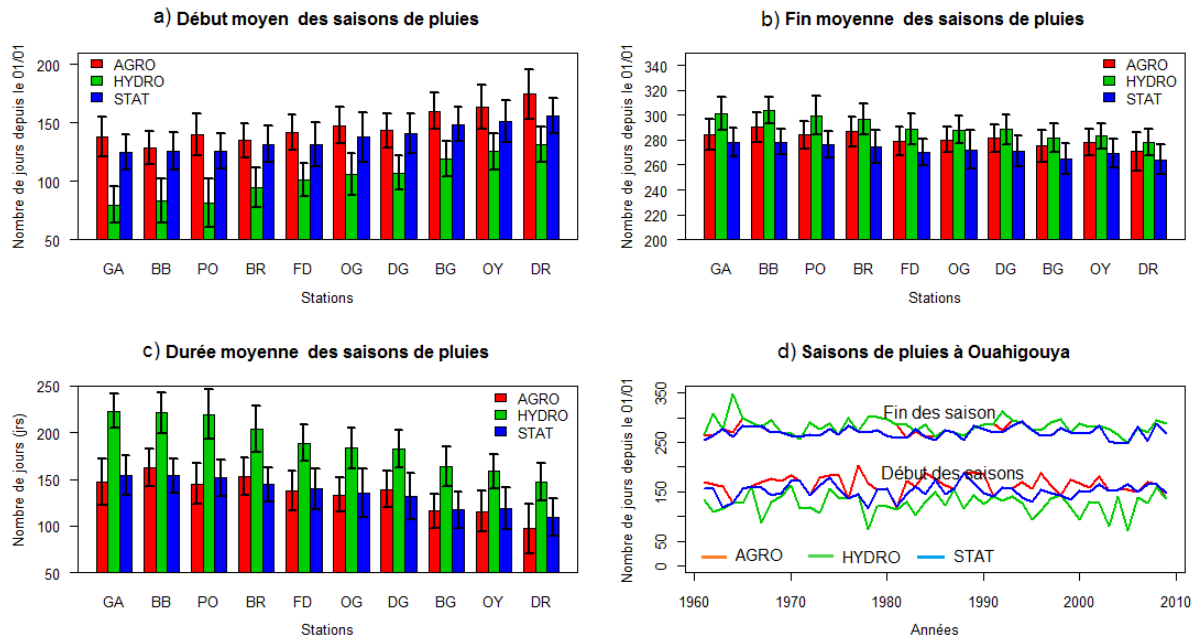 a) Début moyen des saisons de pluies
Nombre de jours depuis le 01/01
200
150
100
50
AGRO
HYDRO
STAT
GA BB PO BR FD OG DG BG OY DR
Stations
b) Fin moyenne des saisons de pluies
Nombre de jours depuis le 01/01
340
320
300
280
260
240
220
200
AGRO
HYDRO
STAT
GA BB PO BR FD OG DG BG OY DR
Stations
c) Durée moyenne des saisons de pluies
Nombre de jours (jrs)
250
200
150
100
50
AGRO
HYDRO
STAT
GA BB PO BR FD OG DG BG OY DR
Stations
d) Saisons de pluies à Ouahigouya
Nombre de jours depuis le 01/01
350
250
150
50
0
Fin des saison
Début des saisons
AGRO HYDRO STAT
1960 1970 1980 1990 2000 2010
Années